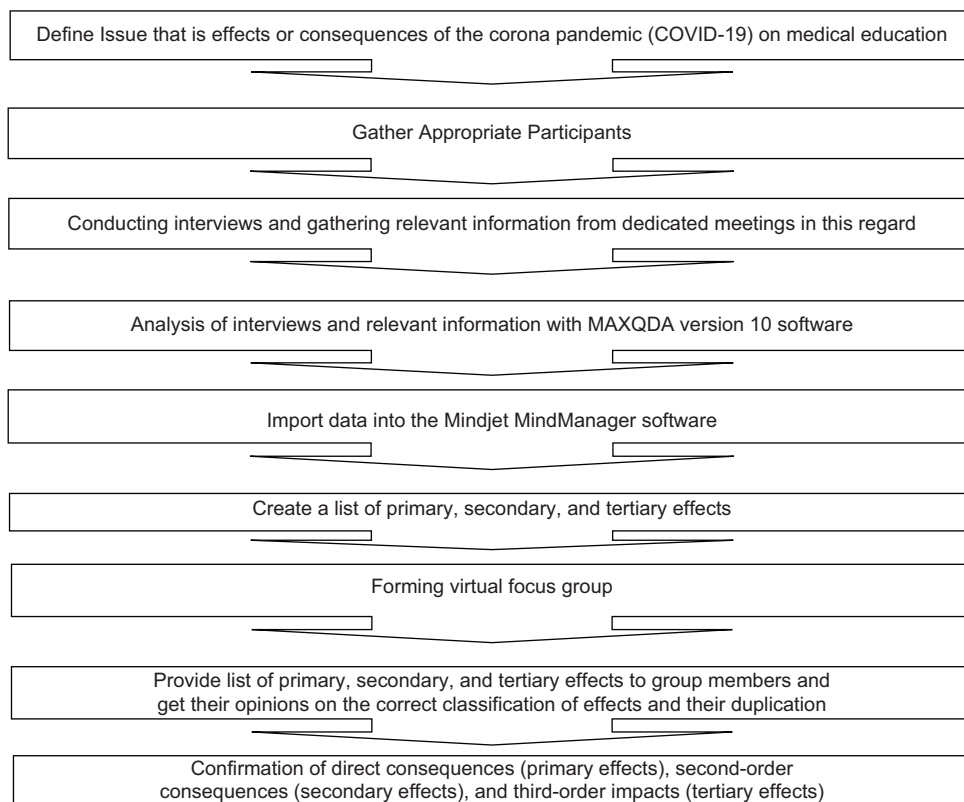 Define Issue that is effects or consequences of the corona pandemic (COVID-19) on medical education
Gather Appropriate Participants
Conducting interviews and gathering relevant information from dedicated meetings in this regard
Analysis of interviews and relevant information with MAXQDA version 10 software
Import data into the Mindjet MindManager software
Create a list of primary, secondary, and tertiary effects
Forming virtual focus group
Provide list of primary, secondary, and tertiary effects to group members and
get their opinions on the correct classification of effects and their duplication
Confirmation of direct consequences (primary effects), second-order
consequences (secondary effects), and third-order impacts (tertiary effects)